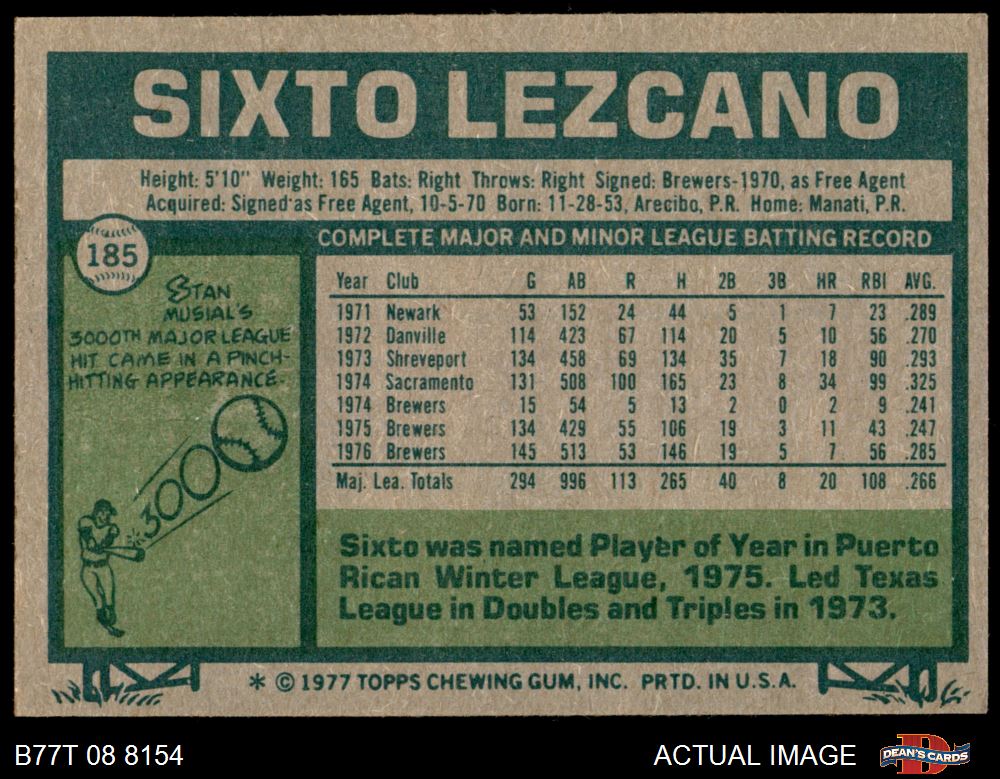 SIXTO LEZCANO
Height: 5'10" Weight: 165 Bats: Right Throws: Right Signed: Brewers-1970, as Free Agent
Acquired: Signed as Free Agent, 10-5-70 Born: 11-28-53, Arecibo, P.R. Home: Manati, P.R.
185
STAN
MUSIAL'S
3000TH MAJOR LEAGUE
HIT CAME IN A PINCH-
HITTING APPEARANCE.
3000
COMPLETE MAJOR AND MINOR LEAGUE BATTING RECORD
Year Club G AB R H 2B 3B HR RBI AVG.
1971 Newark 53 152 24 44 5 1 7 23 .289
1972 Danville 114 423 67 114 20 5 10 56 .270
1973 Shreveport 134 458 69 134 35 7 18 90 .293
1974 Sacramento 131 508 100 165 23 8 34 99 .325
1974 Brewers 15 54 5 13 2 0 2 9 .241
1975 Brewers 134 429 55 106 19 3 11 43 .247
1976 Brewers 145 513 53 146 19 5 7 56 .285
Maj. Lea. Totals 294 996 113 265 40 8 20 108 .266
Sixto was named Player of Year in Puerto
Rican Winter League, 1975. Led Texas
League in Doubles and Triples in 1973.
* © 1977 TOPPS CHEWING GUM, INC. PRTD. IN U.S.A.
B77T 08 8154
ACTUAL IMAGE
DEAN'S CARDS